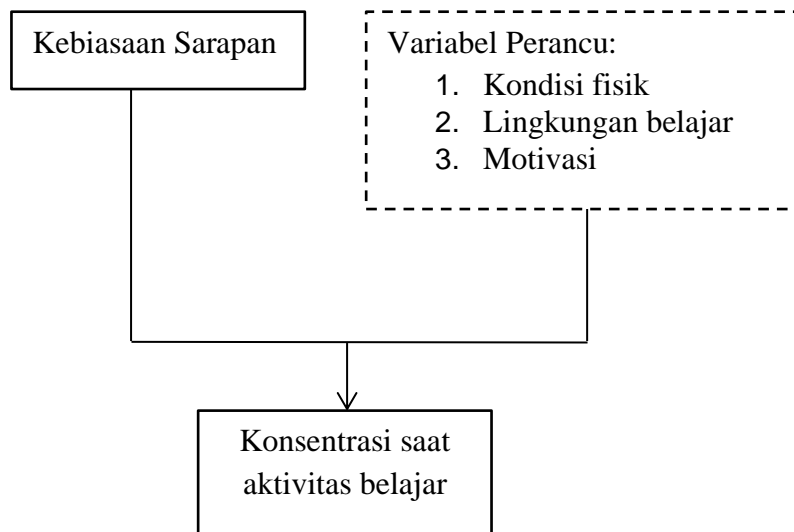 Kebiasaan Sarapan
Variabel Perancu:
1. Kondisi fisik
2. Lingkungan belajar
3. Motivasi
Konsentrasi saat
aktivitas belajar